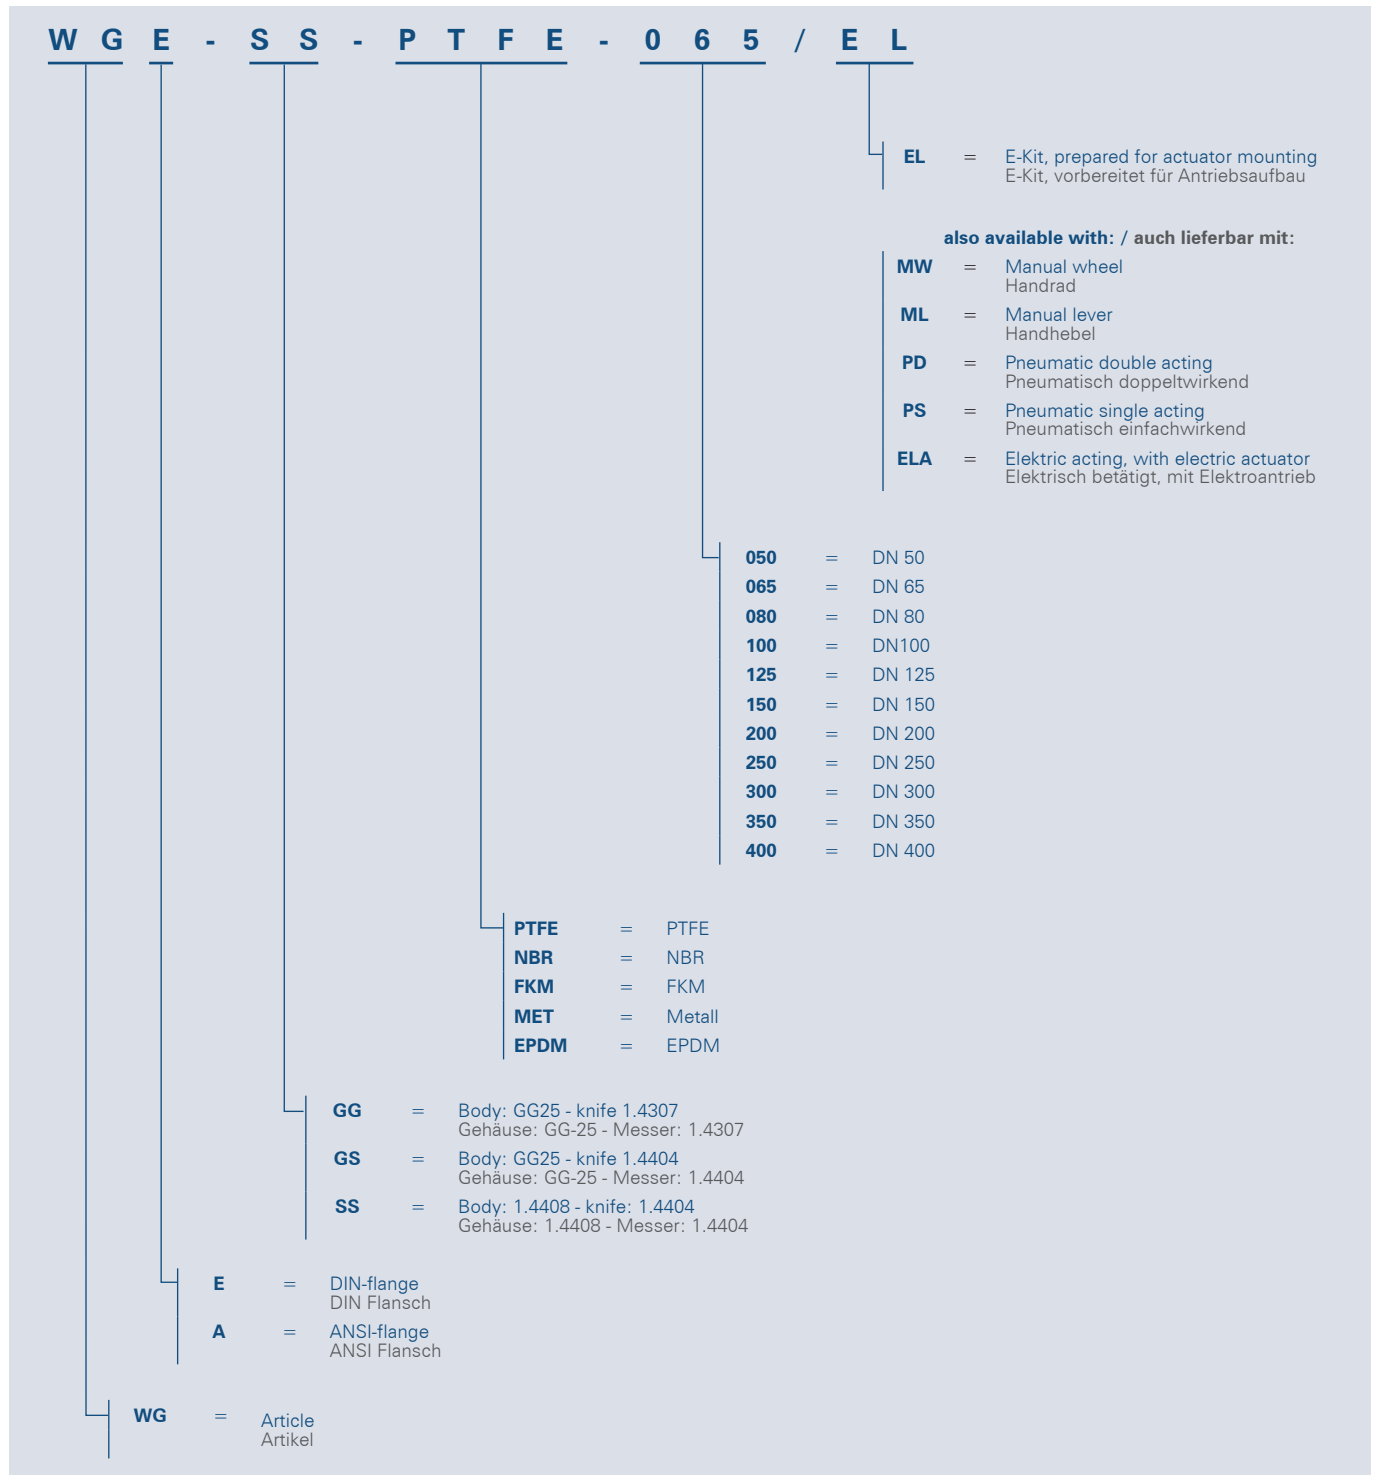 WGE-SS-PTFE-065/EL
EL = E-Kit, prepared for actuator mounting
E-Kit, vorbereitet für Antriebsaufbau
also available with: / auch lieferbar mit:
MW = Manual wheel
Handrad
ML = Manual lever
Handhebel
PD = Pneumatic double acting
Pneumatisch doppeltwirkend
PS = Pneumatic single acting
Pneumatisch einfachwirkend
ELA = Elektric acting, with electric actuator
Elektrisch betätigt, mit Elektroantrieb
050 = DN 50
065 = DN 65
080 = DN 80
100 = DN100
125 = DN 125
150 = DN 150
200 = DN 200
250 = DN 250
300 = DN 300
350 = DN 350
400 = DN 400
PTFE = PTFE
NBR = NBR
FKM = FKM
MET = Metall
EPDM = EPDM
GG = Body: GG25 - knife 1.4307
Gehäuse: GG-25 - Messer: 1.4307
GS = Body: GG25 - knife 1.4404
Gehäuse: GG-25 - Messer: 1.4404
SS = Body: 1.4408 - knife: 1.4404
Gehäuse: 1.4408 - Messer: 1.4404
E = DIN-flange
DIN Flansch
A = ANSI-flange
ANSI Flansch
WG = Article
Artikel